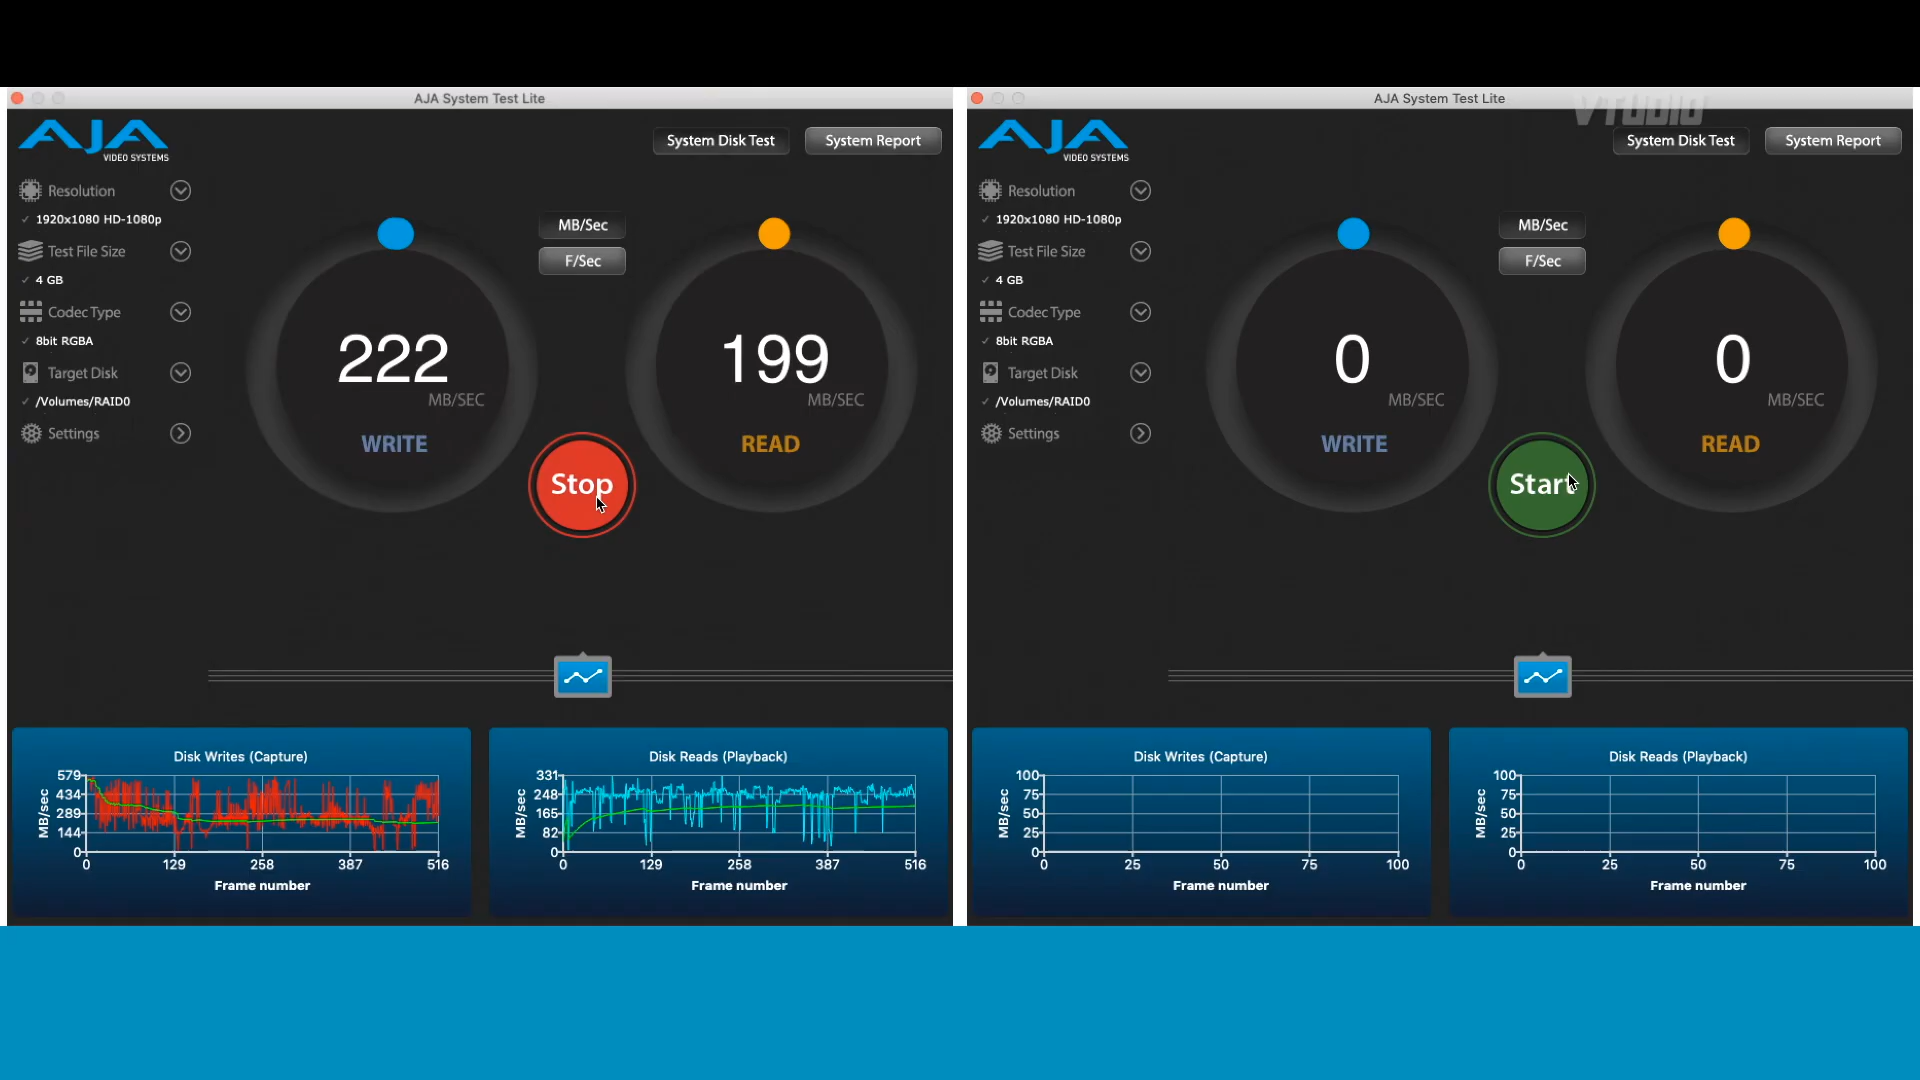 AJA System Test Lite
AJA
VIDEO SYSTEMS
System Disk Test
System Report
Resolution
1920x1080 HD-1080p
Test File Size
4 GB
Codec Type
8bit RGBA
Target Disk
/Volumes/RAID0
Settings
MB/Sec
F/Sec
222
MB/SEC
WRITE
199
MB/SEC
READ
Stop
Disk Writes (Capture)
MB/sec
579
434
289
144
0
0 129 258 387 516
Frame number
Disk Reads (Playback)
MB/sec
331
248
165
82
0
0 129 258 387 516
Frame number
AJA System Test Lite
VTUDIO
AJA
VIDEO SYSTEMS
System Disk Test
System Report
Resolution
1920x1080 HD-1080p
Test File Size
4 GB
Codec Type
8bit RGBA
Target Disk
/Volumes/RAID0
Settings
MB/Sec
F/Sec
0
MB/SEC
WRITE
0
MB/SEC
READ
Start
Disk Writes (Capture)
MB/sec
100
75
50
25
0
0 25 50 75 100
Frame number
Disk Reads (Playback)
MB/sec
100
75
50
25
0
0 25 50 75 100
Frame number